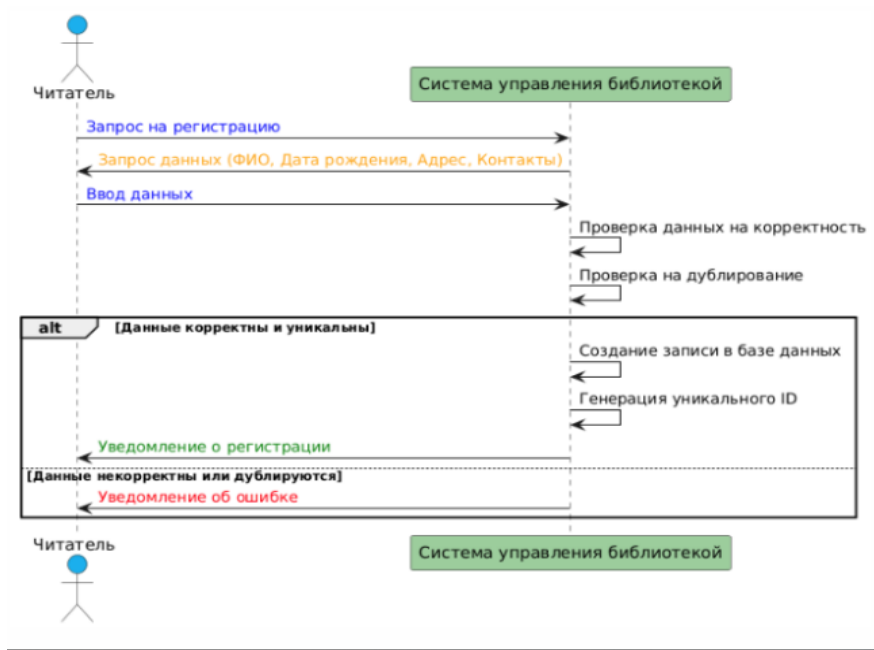 Читатель
Система управления библиотекой
Запрос на регистрацию
Запрос данных (ФИО, Дата рождения, Адрес, Контакты)
Ввод данных
Проверка данных на корректность
Проверка на дублирование
alt [Данные корректны и уникальны]
Создание записи в базе данных
Генерация уникального ID
Уведомление о регистрации
[Данные некорректны или дублируются]
Уведомление об ошибке
Читатель
Система управления библиотекой